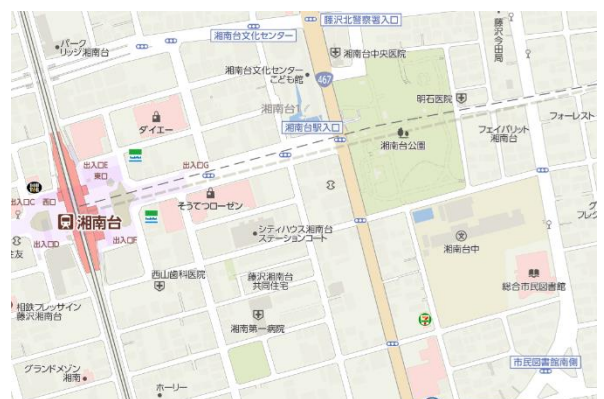 藤沢北警察署入口
湘南台文化センター
パーク
リッジ湘南台
藤沢今田局
湘南台中央医院
湘南台文化センター
こども館
467
明石医院
湘南台1
湘南台駅入口
ダイエー
フォーレスト
フェイバリット
湘南台
湘南台公園
出入口E
東口
出入口G
出入口C
西口
そうてつローゼン
湘南台
出入口D
出入口F
シティハウス湘南台
ステーションコート
湘南台中
西山歯科医院
藤沢湘南台
共同住宅
総合市民図書館
相鉄フレッサイン
藤沢湘南台
湘南第一病院
グランドメゾン
湘南
ホーリー
市民図書館南側